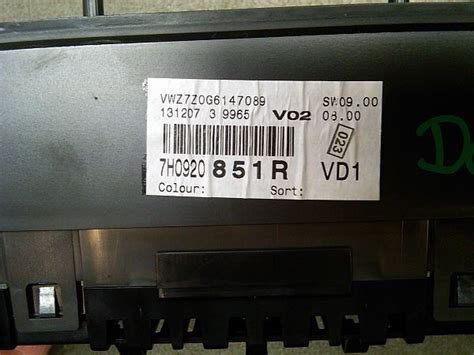 VWZ7Z0G6147089 SW09.00
131207 3 9965 V02 08.00
023
7H0920 851R VD1
Colour: Sort: